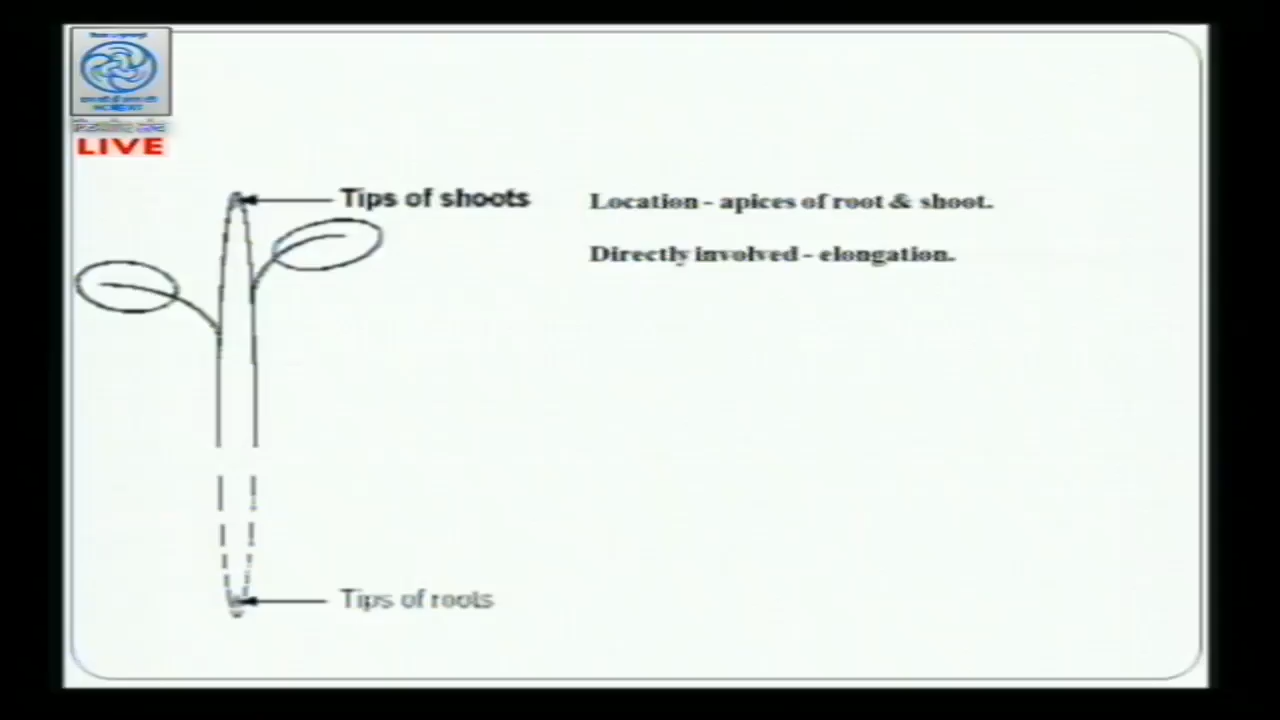 LIVE
Tips of shoots
Location - apices of root & shoot.
Directly involved - elongation.
Tips of roots